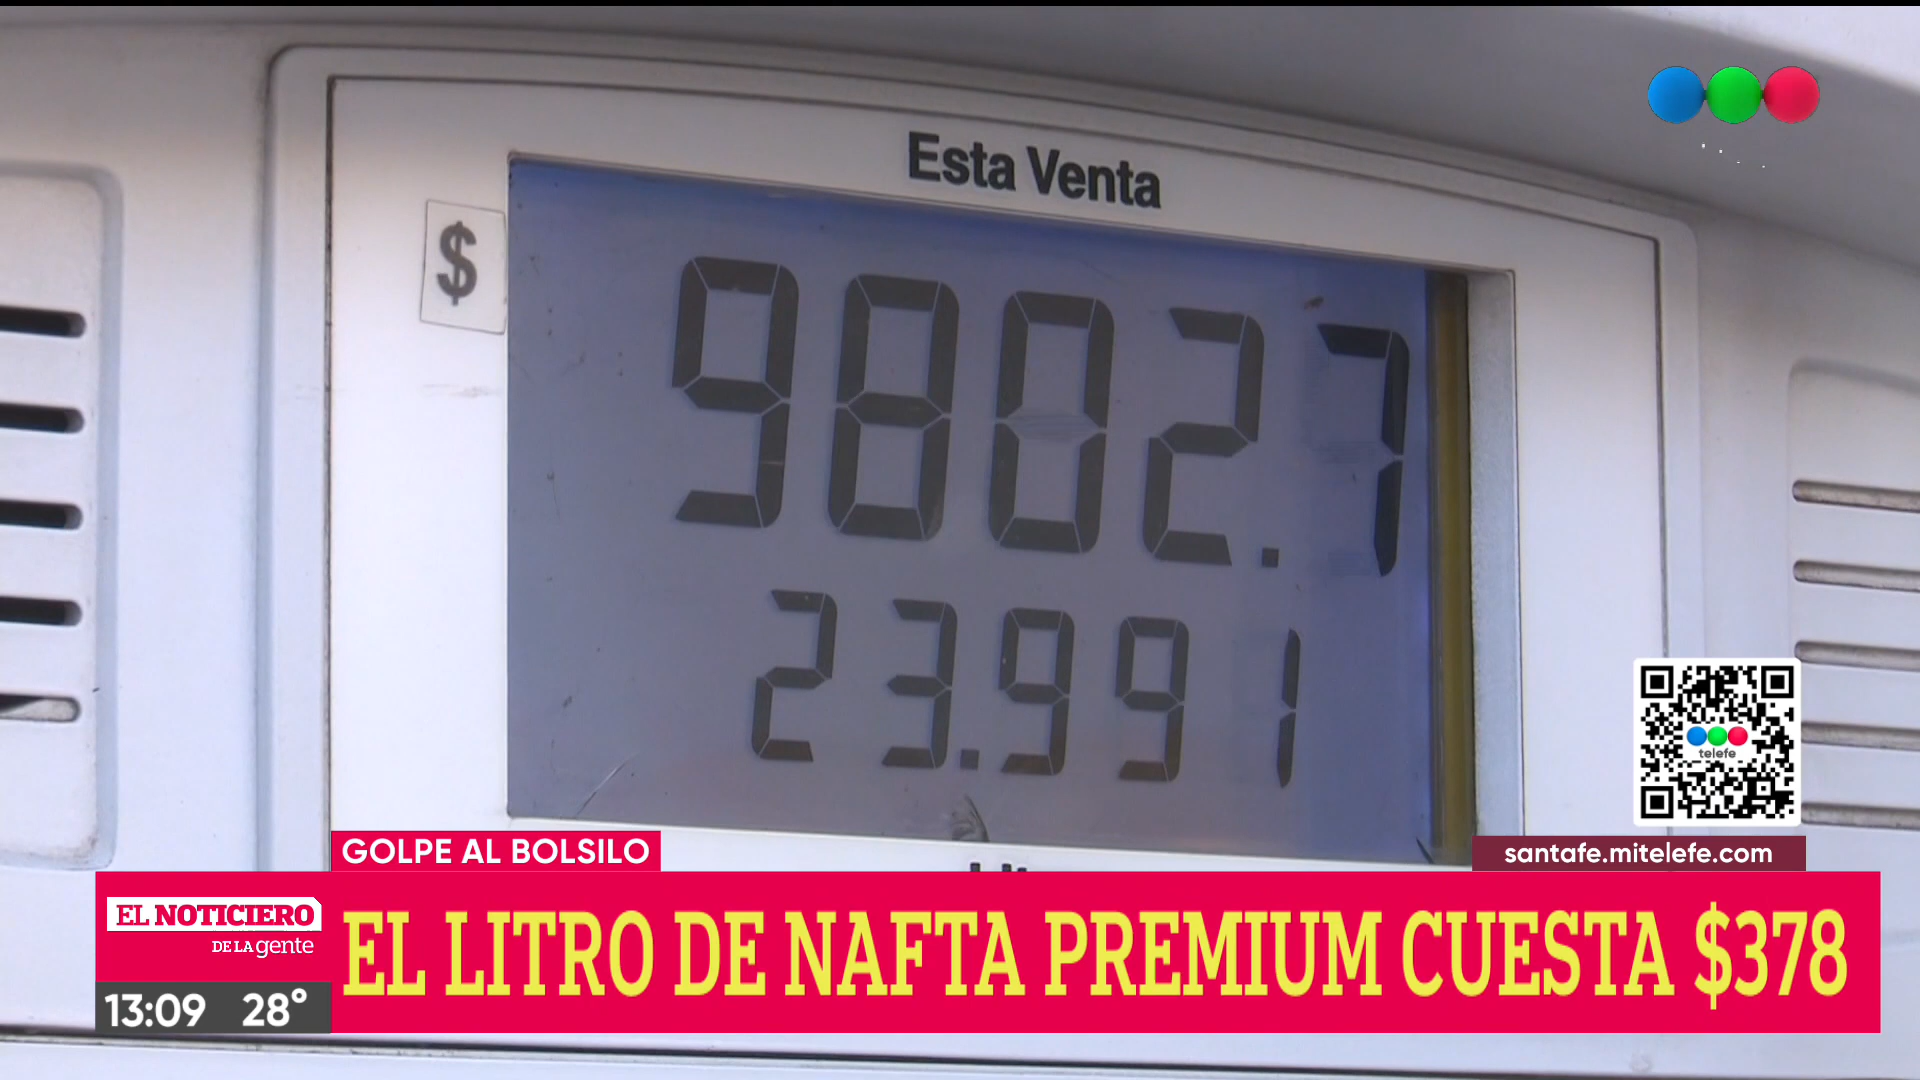 Esta Venta
$
9802.7
23.991
telefe
GOLPE AL BOLSILO
santafe.mitelefe.com
EL NOTICIERO
DE LA gente
EL LITRO DE NAFTA PREMIUM CUESTA $378
13:09 28°